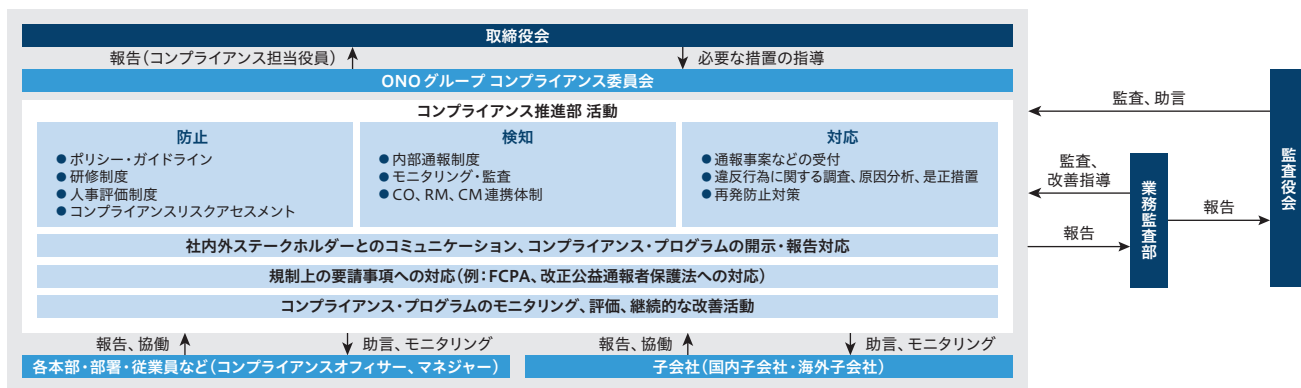 取締役会
報告(コンプライアンス担当役員)
必要な措置の指導
ONOグループ コンプライアンス委員会
コンプライアンス推進部 活動
防止
●ポリシー・ガイドライン
●研修制度
●人事評価制度
●コンプライアンスリスクアセスメント
検知
●内部通報制度
●モニタリング・監査
●CO、RM、CM連携体制
対応
●通報事案などの受付
●違反行為に関する調査、原因分析、是正措置
●再発防止対策
社内外ステークホルダーとのコミュニケーション、コンプライアンス・プログラムの開示・報告対応
規制上の要請事項への対応(例:FCPA、改正公益通報者保護法への対応)
コンプライアンス・プログラムのモニタリング、評価、継続的な改善活動
報告、協働
助言、モニタリング
報告、協働
助言、モニタリング
各本部・部署・従業員など(コンプライアンスオフィサー、マネジャー)
子会社(国内子会社・海外子会社)
監査、助言
監査、
改善指導
報告
業務監査部
報告
監査役会